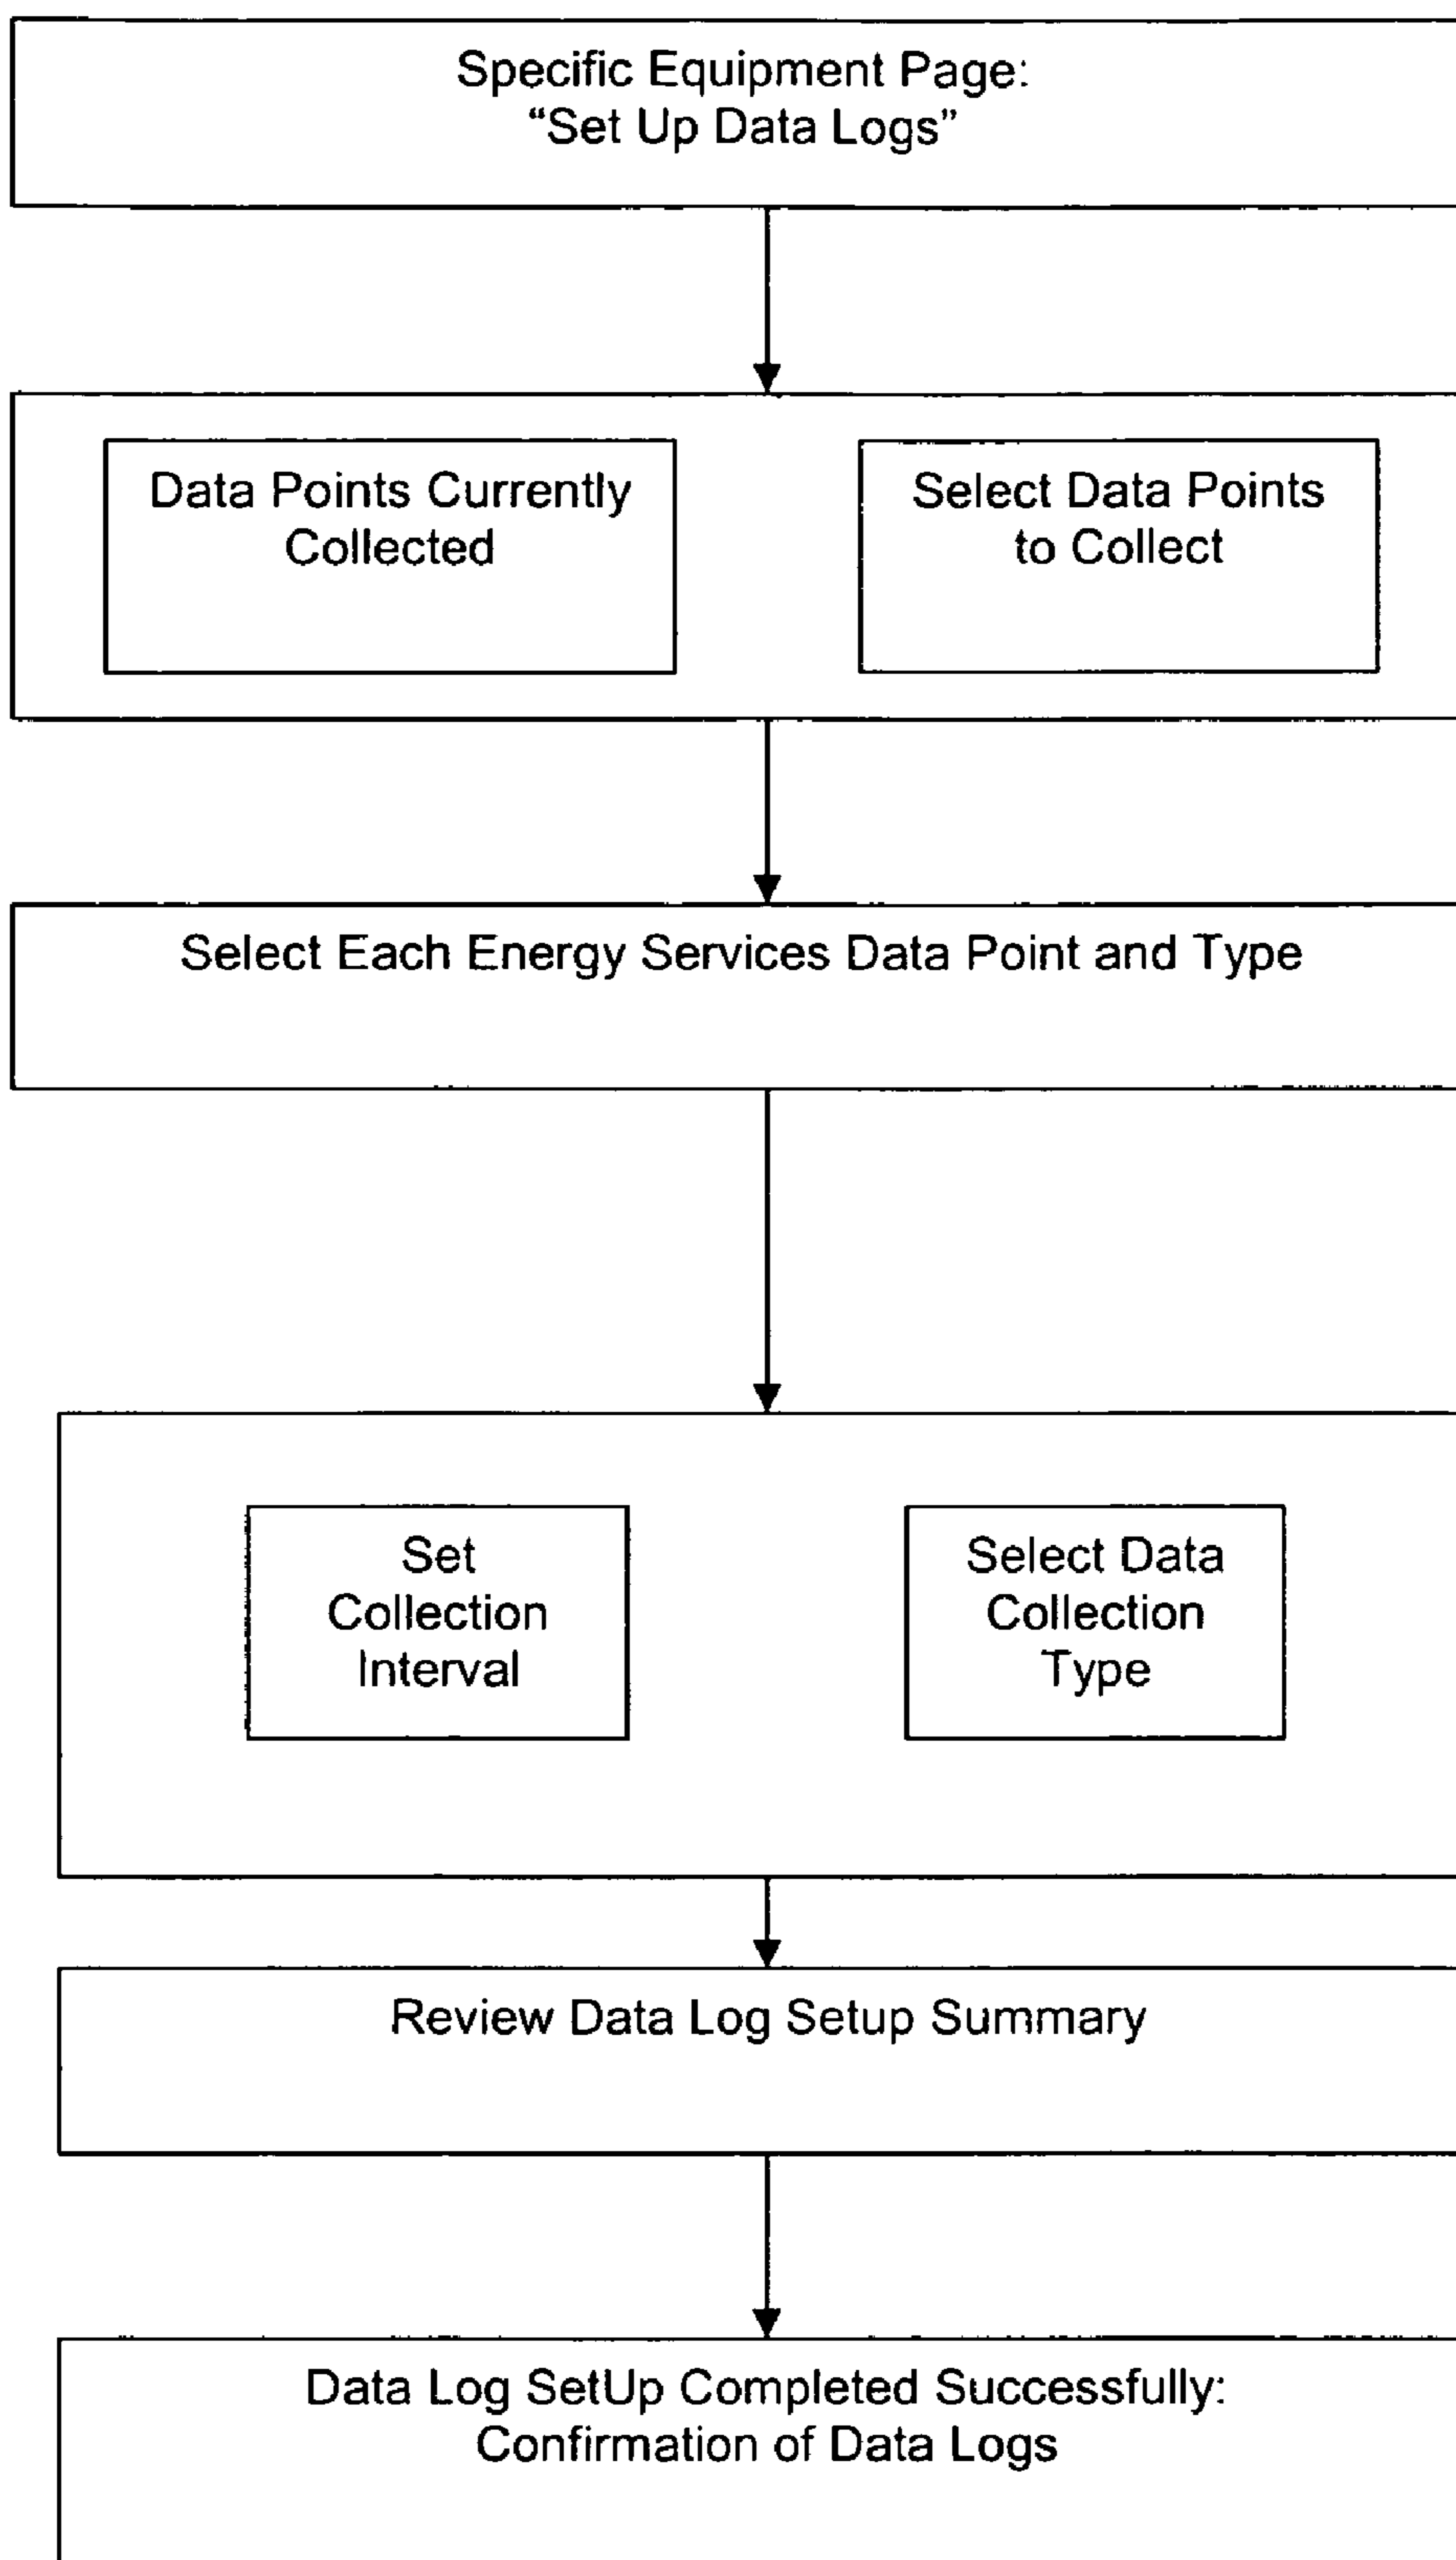 Specific Equipment Page:
“Set Up Data Logs”
Data Points Currently
Collected
Select Data Points
to Collect
Select Each Energy Services Data Point and Type
Set
Collection
Interval
Select Data
Collection
Type
Review Data Log Setup Summary
Data Log SetUp Completed Successfully:
Confirmation of Data Logs